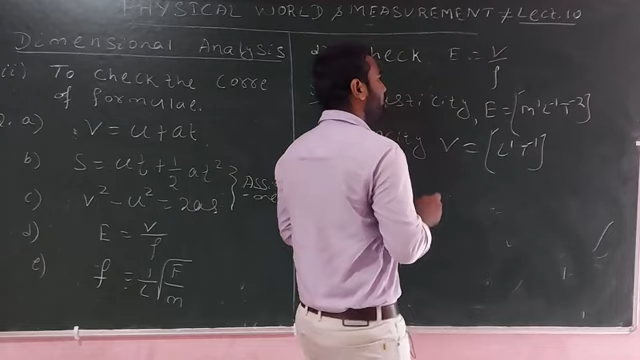 PHYSICAL WORLD & MEASUREMENT Lect. 10
Dimensional Analysis
ii) To check the corre
of formulae.
a) V = u + at
b) S = ut + 1/2 at²
c) V² - u² = 2as
d) E = V/ρ
e) f = 1/L √F/m
d) check E = V/ρ
E = [M¹L¹T⁻²]
V = [L¹T⁻¹]